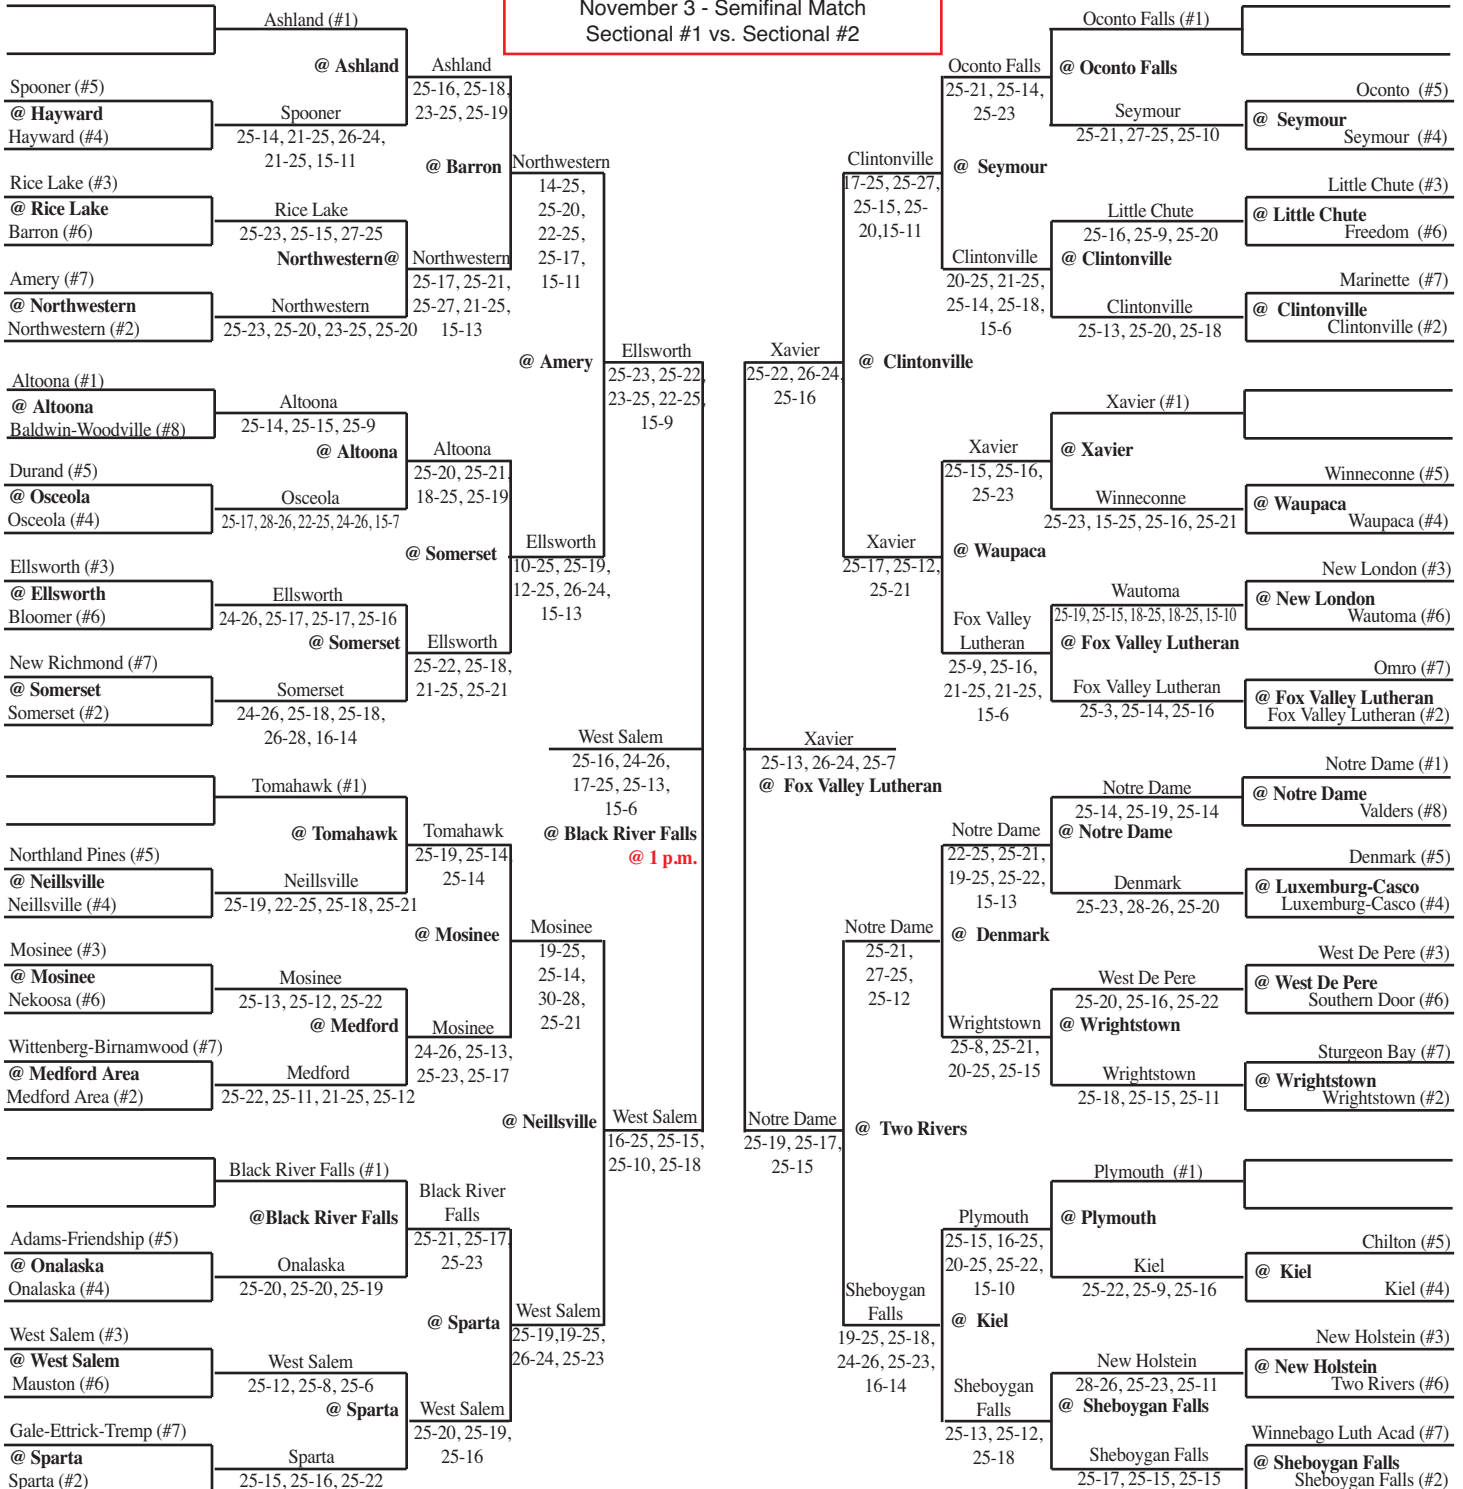 November 3 - Semifinal Match
Sectional #1 vs. Sectional #2
Ashland (#1)
@ Ashland
Spooner (#5)
@ Hayward
Hayward (#4)
Spooner
25-14, 21-25, 26-24,
21-25, 15-11
Ashland
25-16, 25-18,
23-25, 25-19
@ Barron
Rice Lake (#3)
@ Rice Lake
Barron (#6)
Rice Lake
25-23, 25-15, 27-25
Northwestern@
Amery (#7)
@ Northwestern
Northwestern (#2)
Northwestern
25-23, 25-20, 23-25, 25-20
Northwestern
25-17, 25-21,
25-27, 21-25,
15-13
Northwestern
14-25,
25-20,
22-25,
25-17,
15-11
@ Amery
Altoona (#1)
@ Altoona
Baldwin-Woodville (#8)
Altoona
25-14, 25-15, 25-9
@ Altoona
Durand (#5)
@ Osceola
Osceola (#4)
Osceola
25-17, 28-26, 22-25, 24-26, 15-7
Altoona
25-20, 25-21,
18-25, 25-19
@ Somerset
Ellsworth (#3)
@ Ellsworth
Bloomer (#6)
Ellsworth
24-26, 25-17, 25-17, 25-16
@ Somerset
New Richmond (#7)
@ Somerset
Somerset (#2)
Somerset
24-26, 25-18, 25-18,
26-28, 16-14
Ellsworth
25-22, 25-18,
21-25, 25-21
Ellsworth
10-25, 25-19,
12-25, 26-24,
15-13
Ellsworth
25-23, 25-22,
23-25, 22-25,
15-9
West Salem
25-16, 24-26,
17-25, 25-13,
15-6
@ Black River Falls
@ 1 p.m.
Tomahawk (#1)
@ Tomahawk
Northland Pines (#5)
@ Neillsville
Neillsville (#4)
Neillsville
25-19, 22-25, 25-18, 25-21
Tomahawk
25-19, 25-14,
25-14
@ Mosinee
Mosinee (#3)
@ Mosinee
Nekoosa (#6)
Mosinee
25-13, 25-12, 25-22
@ Medford
Wittenberg-Birnamwood (#7)
@ Medford Area
Medford Area (#2)
Medford
25-22, 25-11, 21-25, 25-12
Mosinee
24-26, 25-13,
25-23, 25-17
Mosinee
19-25,
25-14,
30-28,
25-21
@ Neillsville
West Salem
16-25, 25-15,
25-10, 25-18
Black River Falls (#1)
@Black River Falls
Adams-Friendship (#5)
@ Onalaska
Onalaska (#4)
Onalaska
25-20, 25-20, 25-19
Black River
Falls
25-21, 25-17,
25-23
@ Sparta
West Salem (#3)
@ West Salem
Mauston (#6)
West Salem
25-12, 25-8, 25-6
@ Sparta
Gale-Ettrick-Tremp (#7)
@ Sparta
Sparta (#2)
Sparta
25-15, 25-16, 25-22
West Salem
25-20, 25-19,
25-16
West Salem
25-19,19-25,
26-24, 25-23
Oconto Falls (#1)
@ Oconto Falls
Oconto (#5)
@ Seymour
Seymour (#4)
Seymour
25-21, 27-25, 25-10
Oconto Falls
25-21, 25-14,
25-23
@ Seymour
Little Chute (#3)
@ Little Chute
Freedom (#6)
Little Chute
25-16, 25-9, 25-20
@ Clintonville
Marinette (#7)
@ Clintonville
Clintonville (#2)
Clintonville
25-13, 25-20, 25-18
Clintonville
20-25, 21-25,
25-14, 25-18,
15-6
Clintonville
17-25, 25-27,
25-15, 25-
20,15-11
@ Clintonville
Xavier
25-22, 26-24,
25-16
Xavier (#1)
@ Xavier
Winneconne (#5)
@ Waupaca
Waupaca (#4)
Winneconne
25-23, 15-25, 25-16, 25-21
Xavier
25-15, 25-16,
25-23
@ Waupaca
Xavier
25-17, 25-12,
25-21
New London (#3)
@ New London
Wautoma (#6)
Wautoma
25-19, 25-15, 18-25, 18-25, 15-10
@ Fox Valley Lutheran
Omro (#7)
@ Fox Valley Lutheran
Fox Valley Lutheran (#2)
Fox Valley Lutheran
25-3, 25-14, 25-16
Fox Valley
Lutheran
25-9, 25-16,
21-25, 21-25,
15-6
Xavier
25-13, 26-24, 25-7
@ Fox Valley Lutheran
Notre Dame (#1)
@ Notre Dame
Valders (#8)
Notre Dame
25-14, 25-19, 25-14
@ Notre Dame
Denmark (#5)
@ Luxemburg-Casco
Luxemburg-Casco (#4)
Denmark
25-23, 28-26, 25-20
Notre Dame
22-25, 25-21,
19-25, 25-22,
15-13
@ Denmark
Notre Dame
25-21,
27-25,
25-12
West De Pere (#3)
@ West De Pere
Southern Door (#6)
West De Pere
25-20, 25-16, 25-22
@ Wrightstown
Sturgeon Bay (#7)
@ Wrightstown
Wrightstown (#2)
Wrightstown
25-18, 25-15, 25-11
Wrightstown
25-8, 25-21,
20-25, 25-15
@ Two Rivers
Notre Dame
25-19, 25-17,
25-15
Plymouth (#1)
@ Plymouth
Chilton (#5)
@ Kiel
Kiel (#4)
Kiel
25-22, 25-9, 25-16
Plymouth
25-15, 16-25,
20-25, 25-22,
15-10
@ Kiel
Sheboygan
Falls
19-25, 25-18,
24-26, 25-23,
16-14
New Holstein (#3)
@ New Holstein
Two Rivers (#6)
New Holstein
28-26, 25-23, 25-11
@ Sheboygan Falls
Winnebago Luth Acad (#7)
@ Sheboygan Falls
Sheboygan Falls (#2)
Sheboygan Falls
25-17, 25-15, 25-15
Sheboygan
Falls
25-13, 25-12,
25-18